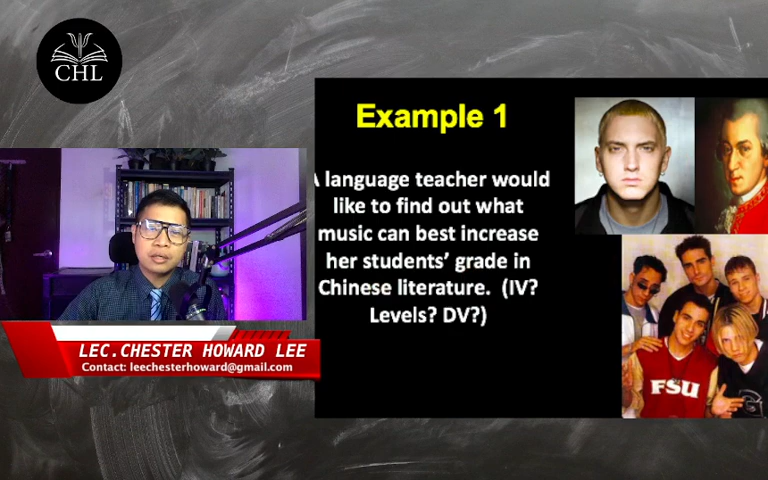 CHL
Example 1
A language teacher would
like to find out what
music can best increase
her students' grade in
Chinese literature.  (IV?
Levels? DV?)
LEC.CHESTER HOWARD LEE
Contact: leechesterhoward@gmail.com
FSU